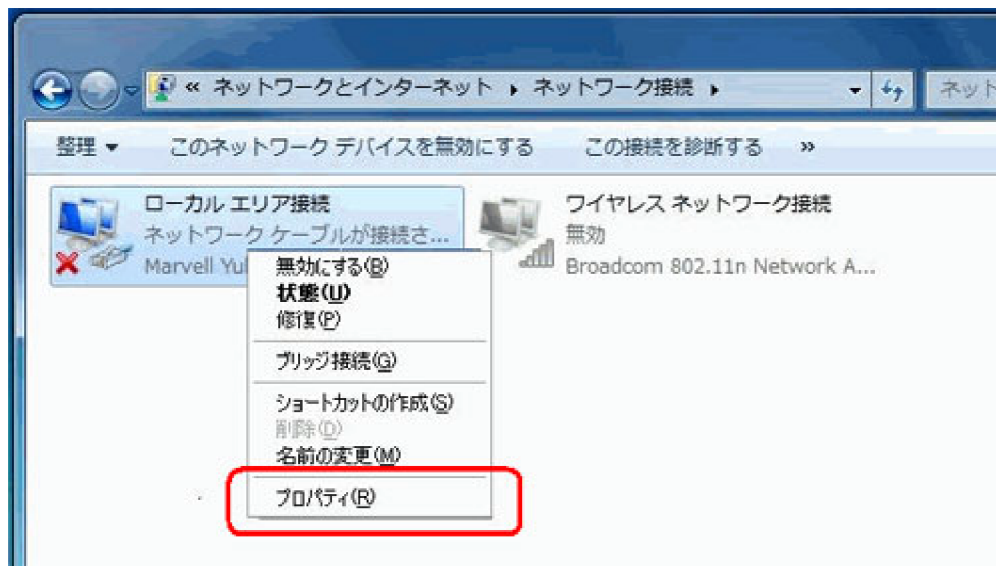 « ネットワークとインターネット ▸ ネットワーク接続 ▸ ネット
整理 ▼ このネットワーク デバイスを無効にする この接続を診断する »
ローカル エリア接続
ネットワーク ケーブルが接続さ...
Marvell Yu
ワイヤレス ネットワーク接続
無効
Broadcom 802.11n Network A...
無効にする(B)
状態(U)
修復(P)
ブリッジ接続(G)
ショートカットの作成(S)
削除(D)
名前の変更(M)
プロパティ(R)